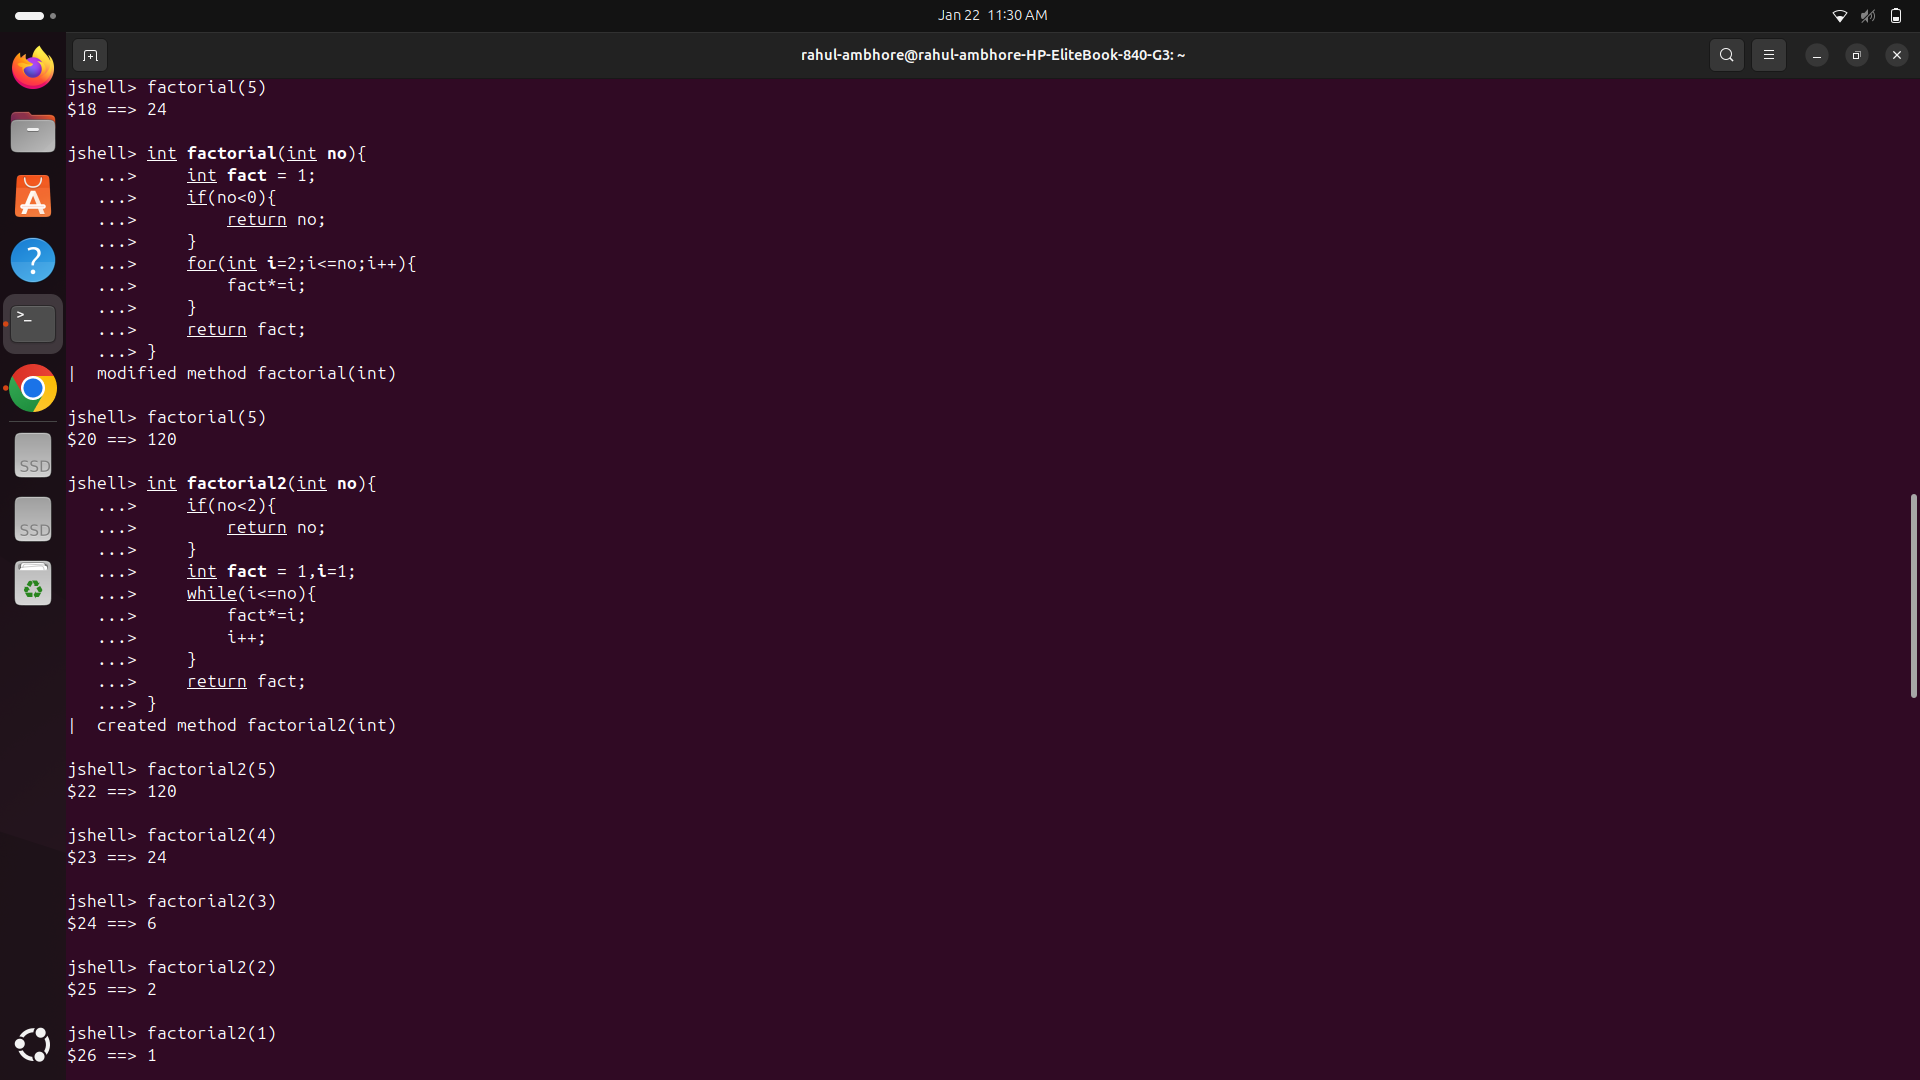 Jan 22 11:30 AM
rahul-ambhore@rahul-ambhore-HP-EliteBook-840-G3: ~
jshell> factorial(5)
$18 ==> 24
jshell> int factorial(int no){
   ...>     int fact = 1;
   ...>     if(no<0){
   ...>         return no;
   ...>     }
   ...>     for(int i=2;i<=no;i++){
   ...>         fact*=i;
   ...>     }
   ...>     return fact;
   ...> }
|  modified method factorial(int)
jshell> factorial(5)
$20 ==> 120
jshell> int factorial2(int no){
   ...>     if(no<2){
   ...>         return no;
   ...>     }
   ...>     int fact = 1,i=1;
   ...>     while(i<=no){
   ...>         fact*=i;
   ...>         i++;
   ...>     }
   ...>     return fact;
   ...> }
|  created method factorial2(int)
jshell> factorial2(5)
$22 ==> 120
jshell> factorial2(4)
$23 ==> 24
jshell> factorial2(3)
$24 ==> 6
jshell> factorial2(2)
$25 ==> 2
jshell> factorial2(1)
$26 ==> 1
?
>_
SSD
SSD